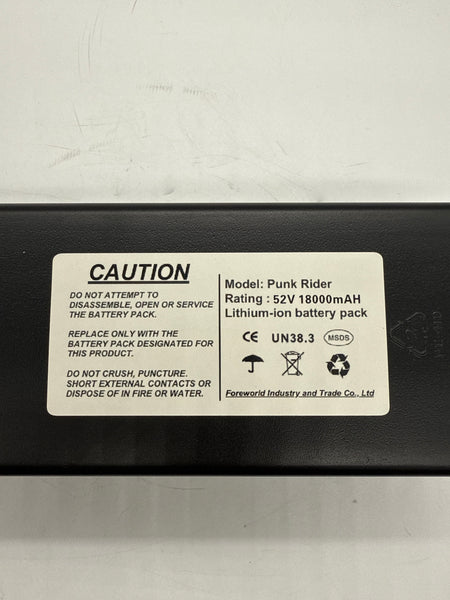 CAUTION
DO NOT ATTEMPT TO
DISASSEMBLE, OPEN OR SERVICE
THE BATTERY PACK.
REPLACE ONLY WITH THE
BATTERY PACK DESIGNATED FOR
THIS PRODUCT.
DO NOT CRUSH, PUNCTURE.
SHORT EXTERNAL CONTACTS OR
DISPOSE OF IN FIRE OR WATER.
Model: Punk Rider
Rating : 52V 18000mAH
Lithium-ion battery pack
CE UN38.3 MSDS
Foreworld Industry and Trade Co., Ltd